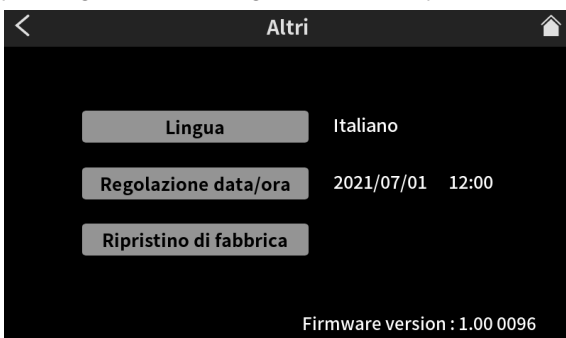 Altri
Lingua Italiano
Regolazione data/ora 2021/07/01 12:00
Ripristino di fabbrica
Firmware version : 1.00 0096